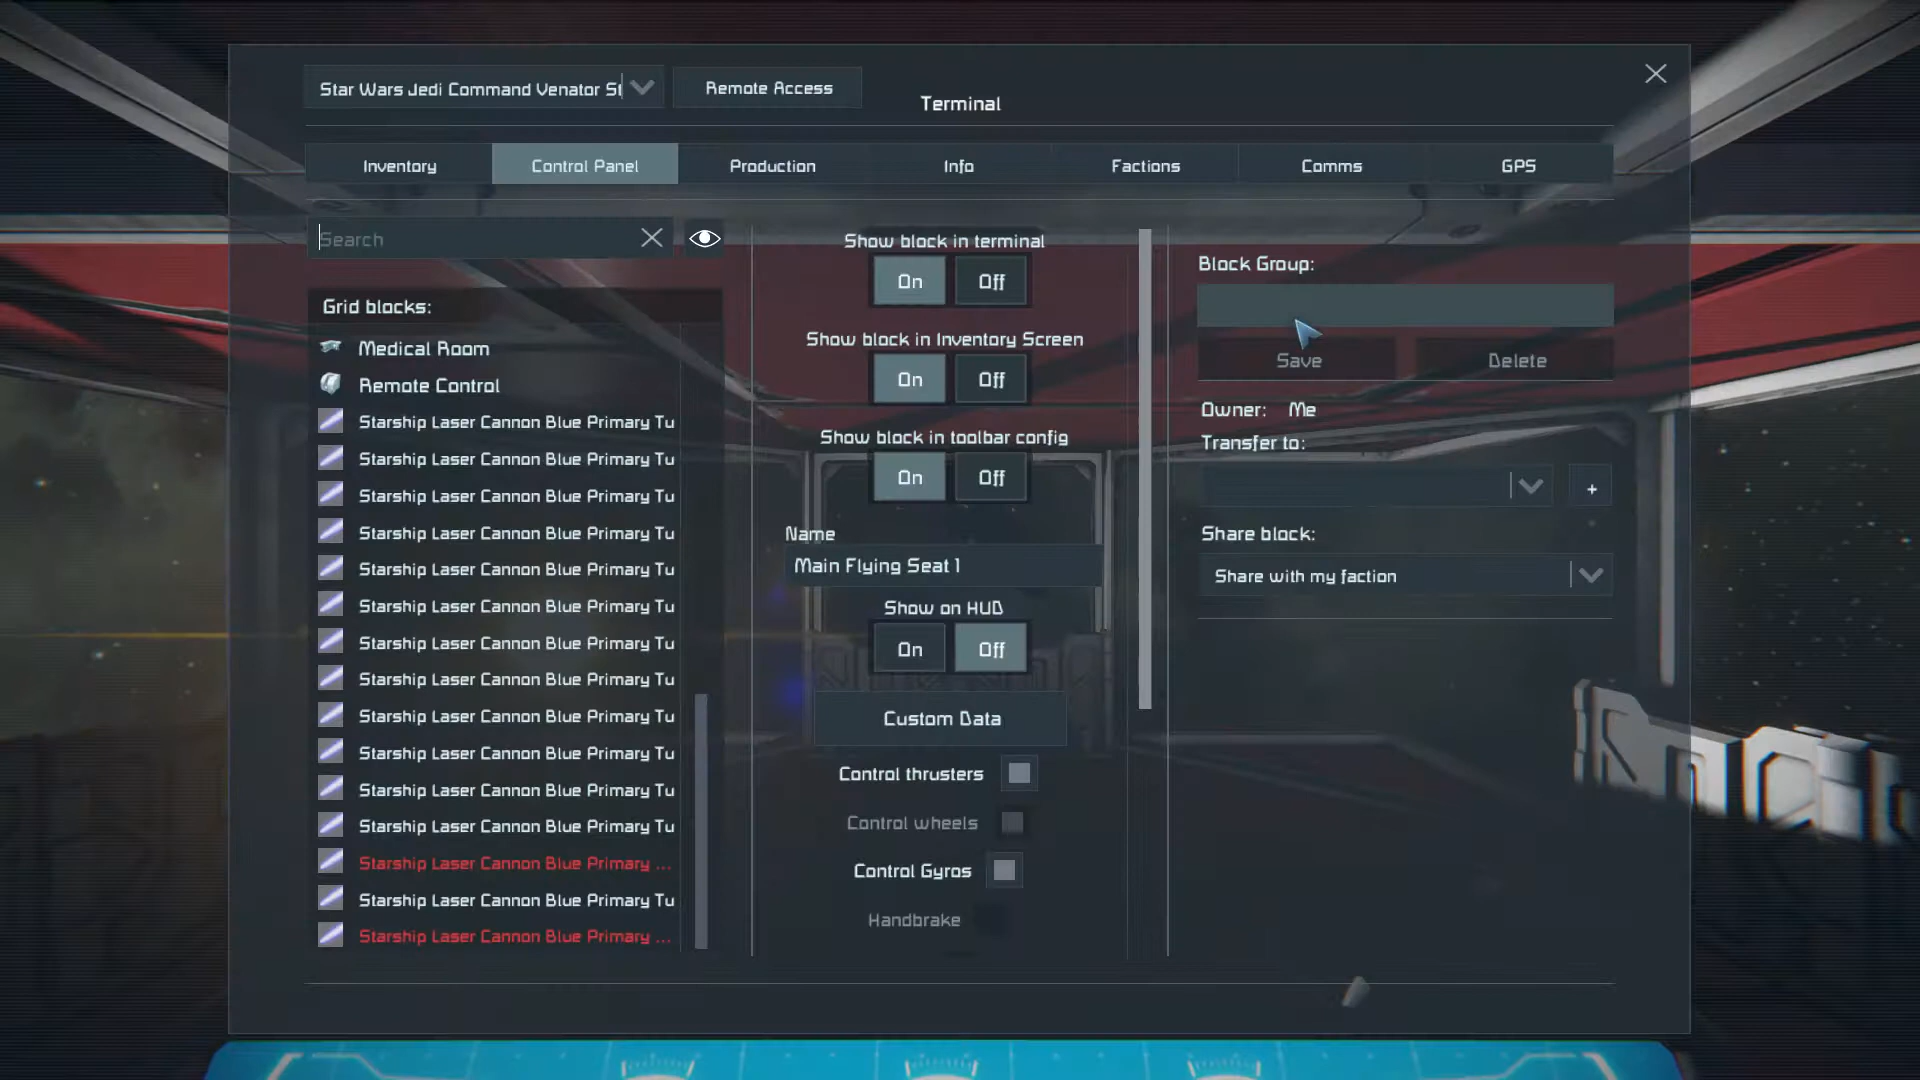 Star Wars Jedi Command Venator St
Remote Access
Terminal
Inventory
Control Panel
Production
Info
Factions
Comms
GPS
Search
Grid blocks:
Medical Room
Remote Control
Starship Laser Cannon Blue Primary Tu
Starship Laser Cannon Blue Primary Tu
Starship Laser Cannon Blue Primary Tu
Starship Laser Cannon Blue Primary Tu
Starship Laser Cannon Blue Primary Tu
Starship Laser Cannon Blue Primary Tu
Starship Laser Cannon Blue Primary Tu
Starship Laser Cannon Blue Primary Tu
Starship Laser Cannon Blue Primary Tu
Starship Laser Cannon Blue Primary Tu
Starship Laser Cannon Blue Primary Tu
Starship Laser Cannon Blue Primary Tu
Starship Laser Cannon Blue Primary ...
Starship Laser Cannon Blue Primary Tu
Starship Laser Cannon Blue Primary ...
Show block in terminal
On Off
Show block in Inventory Screen
On Off
Show block in toolbar config
On Off
Name
Main Flying Seat 1
Show on HUD
On Off
Custom Data
Control thrusters
Control wheels
Control Gyros
Handbrake
Block Group:
Save Delete
Owner: Me
Transfer to:
+
Share block:
Share with my faction